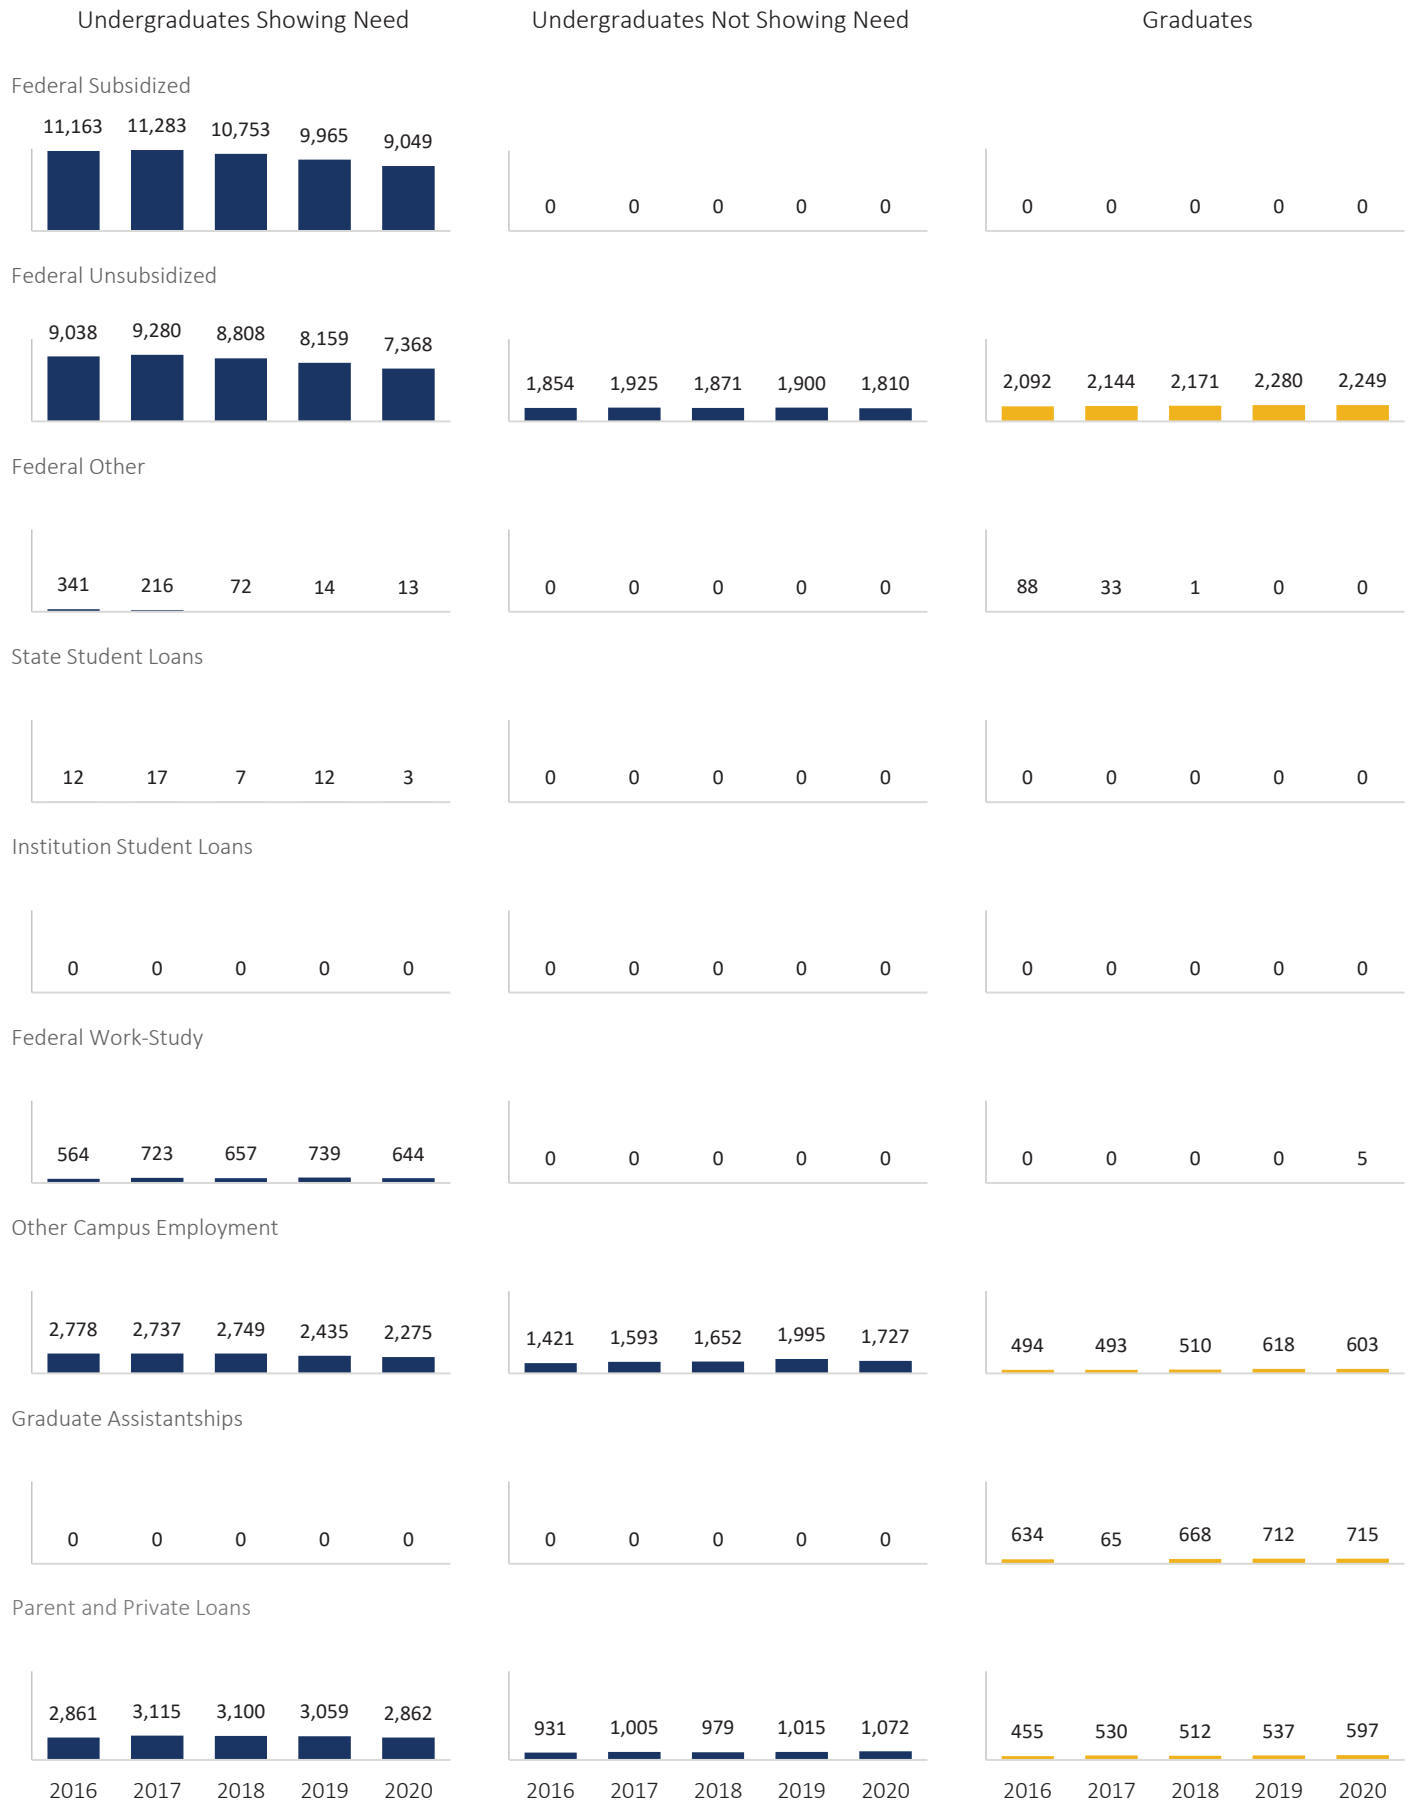 Undergraduates Showing Need Undergraduates Not Showing Need Graduates
Federal Subsidized
11,163 11,283 10,753 9,965 9,049 0 0 0 0 0 0 0 0 0 0
Federal Unsubsidized
9,038 9,280 8,808 8,159 7,368 1,854 1,925 1,871 1,900 1,810 2,092 2,144 2,171 2,280 2,249
Federal Other
341 216 72 14 13 0 0 0 0 0 88 33 1 0 0
State Student Loans
12 17 7 12 3 0 0 0 0 0 0 0 0 0 0
Institution Student Loans
0 0 0 0 0 0 0 0 0 0 0 0 0 0 0
Federal Work-Study
564 723 657 739 644 0 0 0 0 0 0 0 0 0 5
Other Campus Employment
2,778 2,737 2,749 2,435 2,275 1,421 1,593 1,652 1,995 1,727 494 493 510 618 603
Graduate Assistantships
0 0 0 0 0 0 0 0 0 0 634 65 668 712 715
Parent and Private Loans
2,861 3,115 3,100 3,059 2,862 931 1,005 979 1,015 1,072 455 530 512 537 597
2016 2017 2018 2019 2020 2016 2017 2018 2019 2020 2016 2017 2018 2019 2020